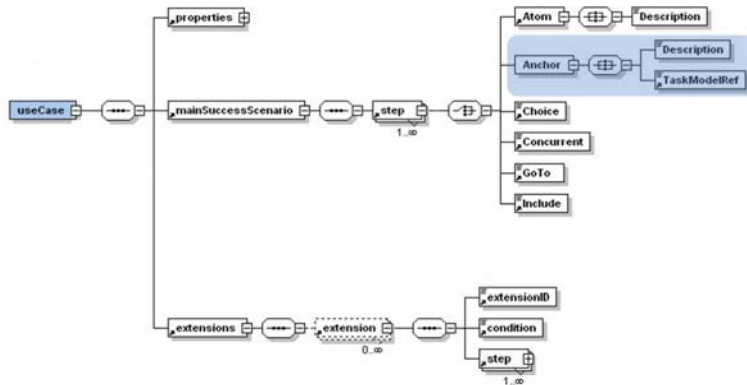 useCase
properties
mainSuccessScenario
step
1..∞
Atom
Description
Anchor
Description
TaskModelRef
Choice
Concurrent
GoTo
Include
extensions
extension
0..∞
extensionID
condition
step
1..∞